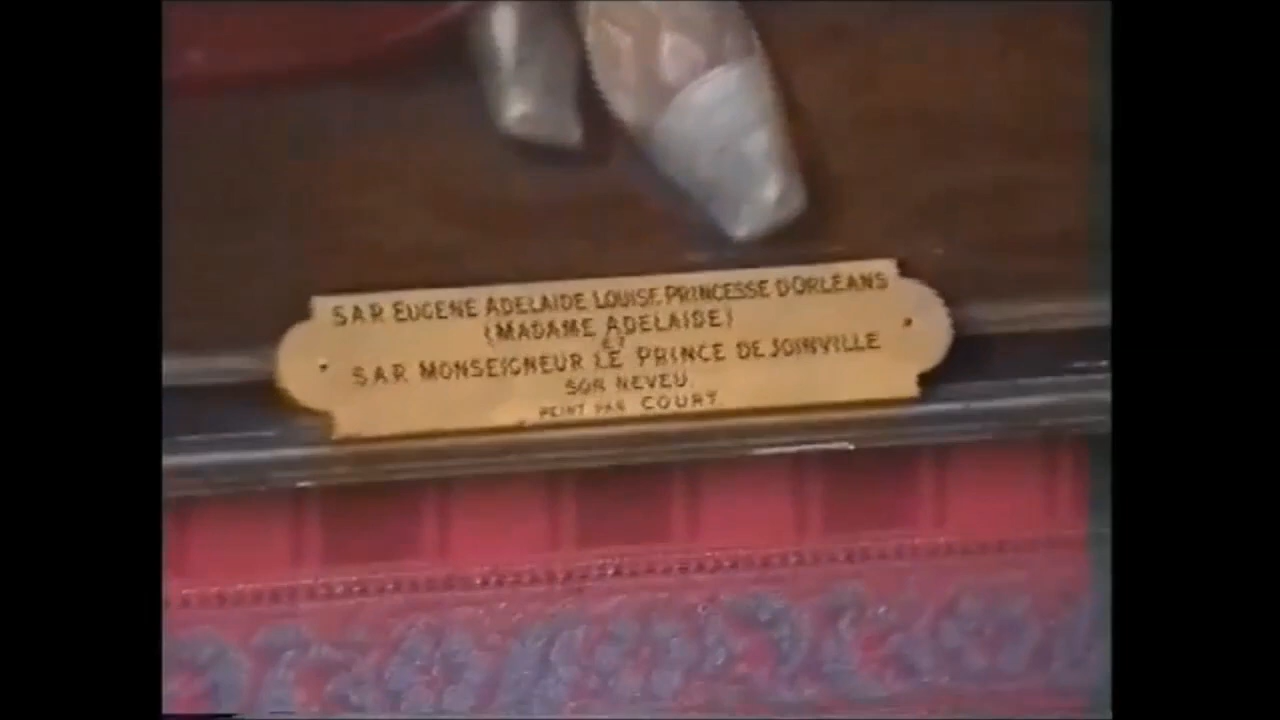 S.A.R. EUGENE ADELAIDE LOUISE PRINCESSE D'ORLEANS
(MADAME ADELAIDE)
ET
S.A.R. MONSEIGNEUR LE PRINCE DE JOINVILLE
SON NEVEU.
PEINT PAR COURT.